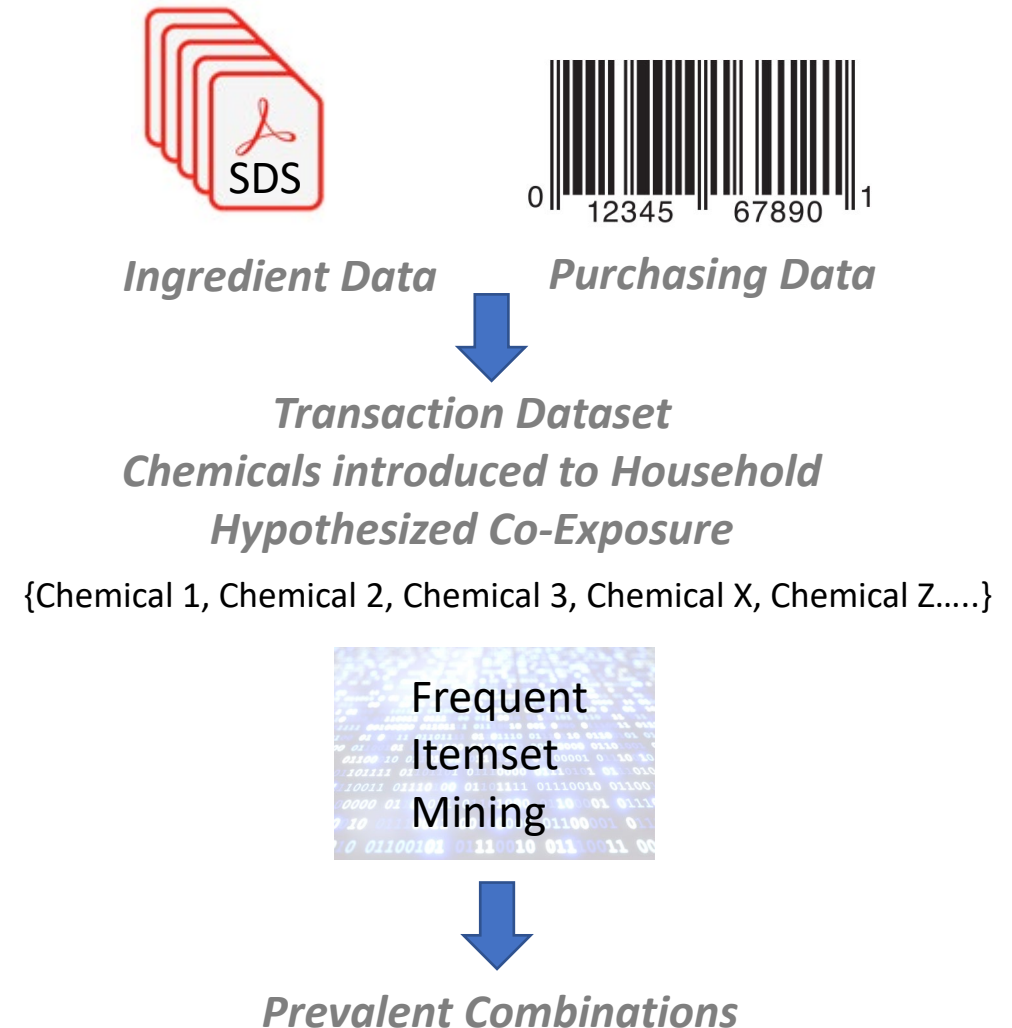 SDS
0 12345 67890 1
Ingredient Data
Purchasing Data
Transaction Dataset
Chemicals introduced to Household
Hypothesized Co-Exposure
{Chemical 1, Chemical 2, Chemical 3, Chemical X, Chemical Z…..}
Frequent
Itemset
Mining
Prevalent Combinations